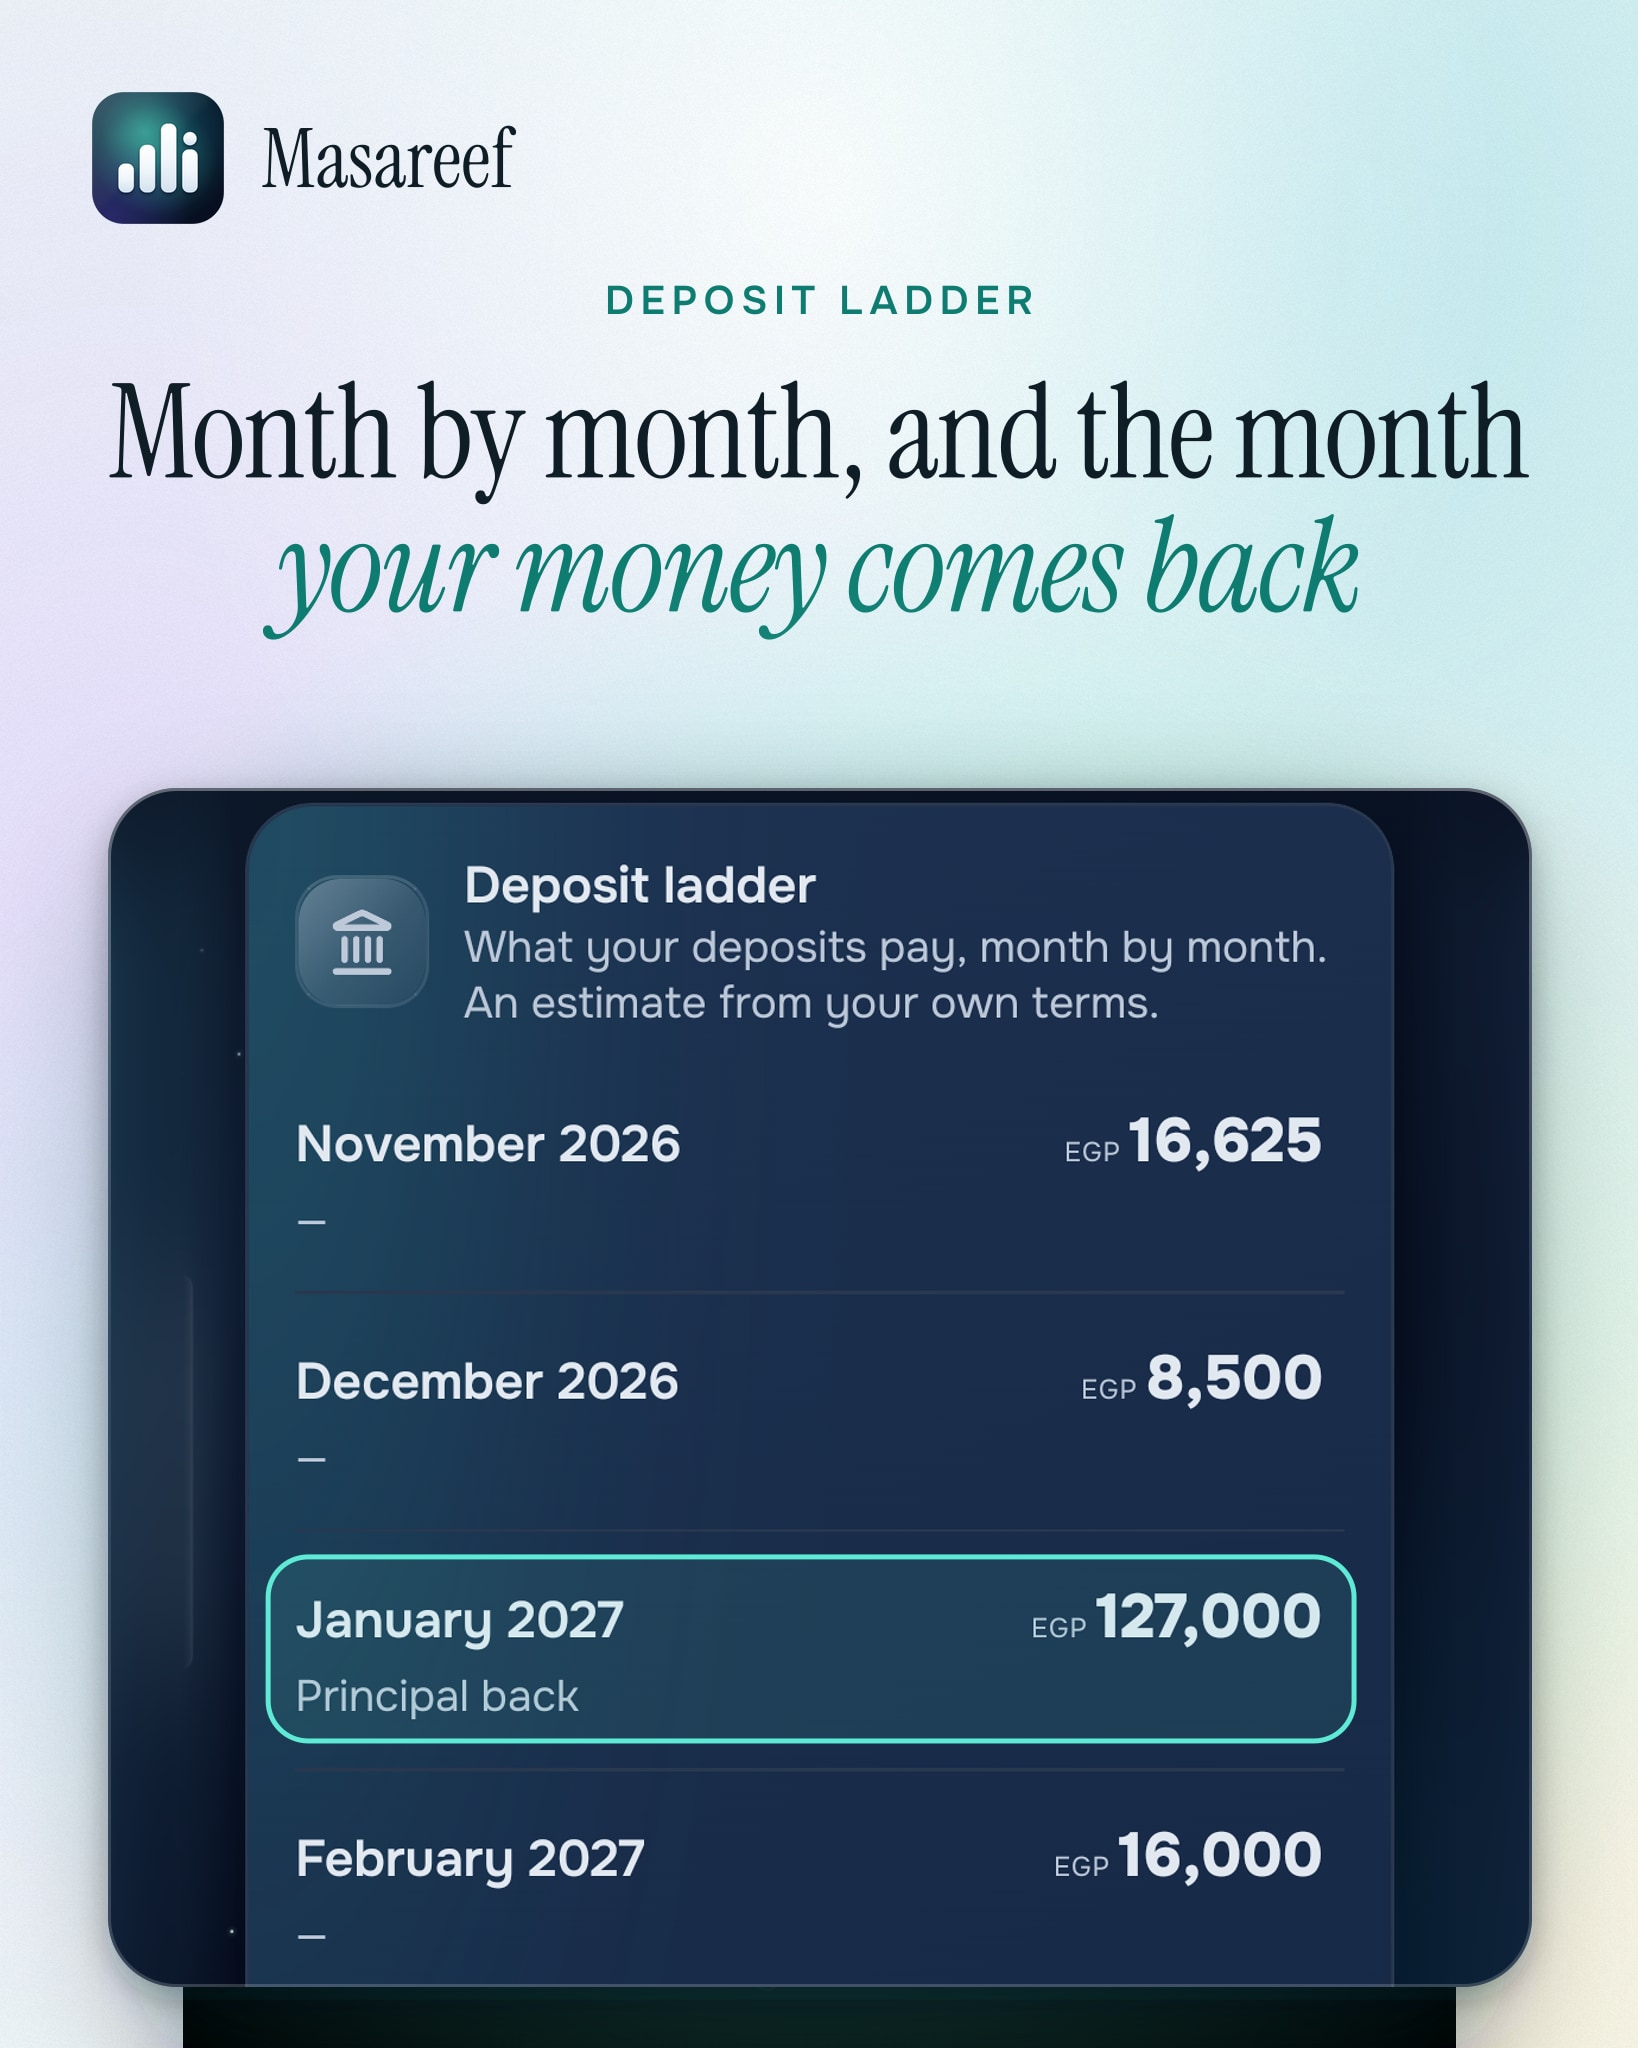 Masareef
DEPOSIT LADDER
Month by month, and the month
your money comes back
Deposit ladder
What your deposits pay, month by month.
An estimate from your own terms.
November 2026 EGP 16,625
—
December 2026 EGP 8,500
—
January 2027 EGP 127,000
Principal back
February 2027 EGP 16,000
—